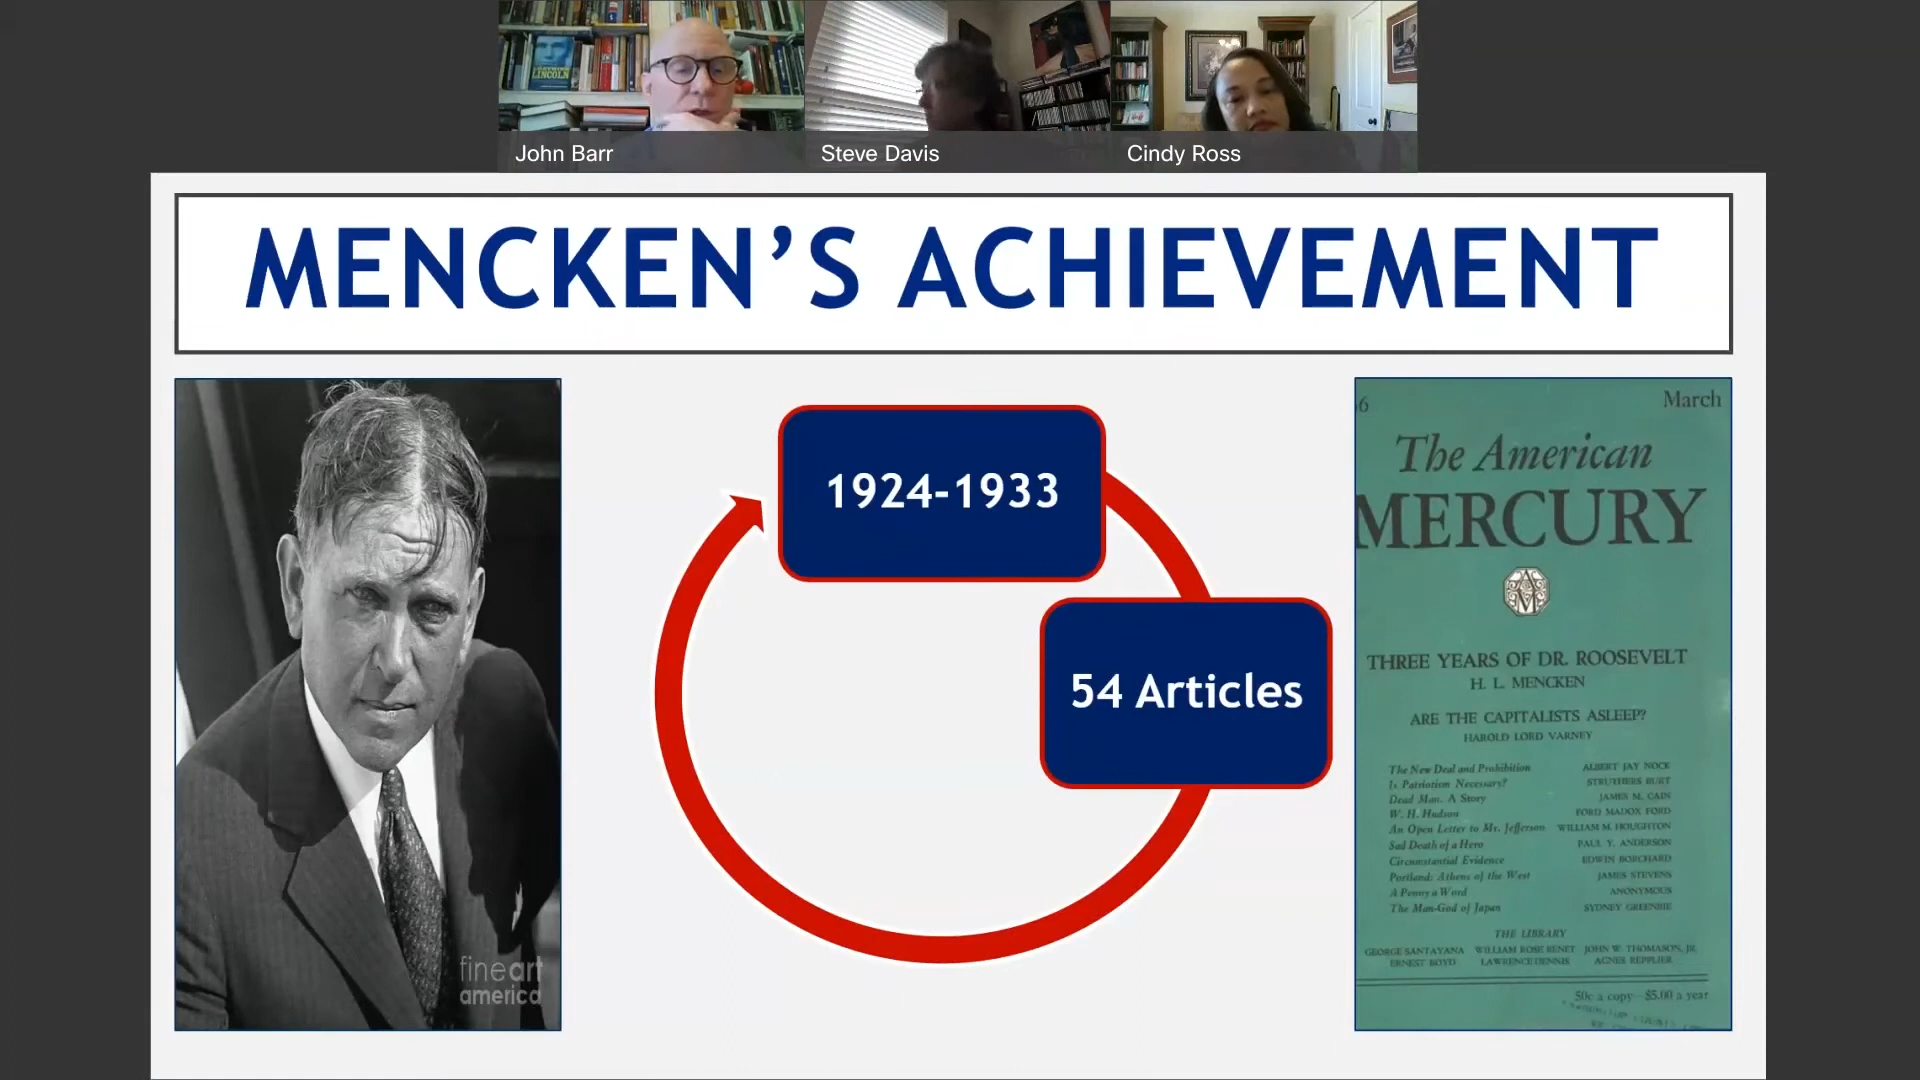 LINCOLN
John Barr
Steve Davis
Cindy Ross
MENCKEN’S ACHIEVEMENT
1924-1933
54 Articles
fineart
america
6 March
The American
MERCURY
THREE YEARS OF DR. ROOSEVELT
H. L. MENCKEN
ARE THE CAPITALISTS ASLEEP?
HAROLD LORD VARNEY
The New Deal and Prohibition ALBERT JAY NOCK
Is Patriotism Necessary? STRUTHERS BURT
Dead Man. A Story JAMES M. CAIN
W. H. Hudson FORD MADOX FORD
An Open Letter to Mr. Jefferson WILLIAM M. HOUGHTON
Sad Death of a Hero PAUL Y. ANDERSON
Circumstantial Evidence EDWIN BORCHARD
Portland: Athens of the West JAMES STEVENS
A Penny a Word ANONYMOUS
The Man-God of Japan SYDNEY GREENBIE
THE LIBRARY
GEORGE SANTAYANA WILLIAM ROSE BENET JOHN W. THOMASON, JR.
ERNEST BOYD LAWRENCE DENNIS AGNES REPPLIER
50c a copy $5.00 a year